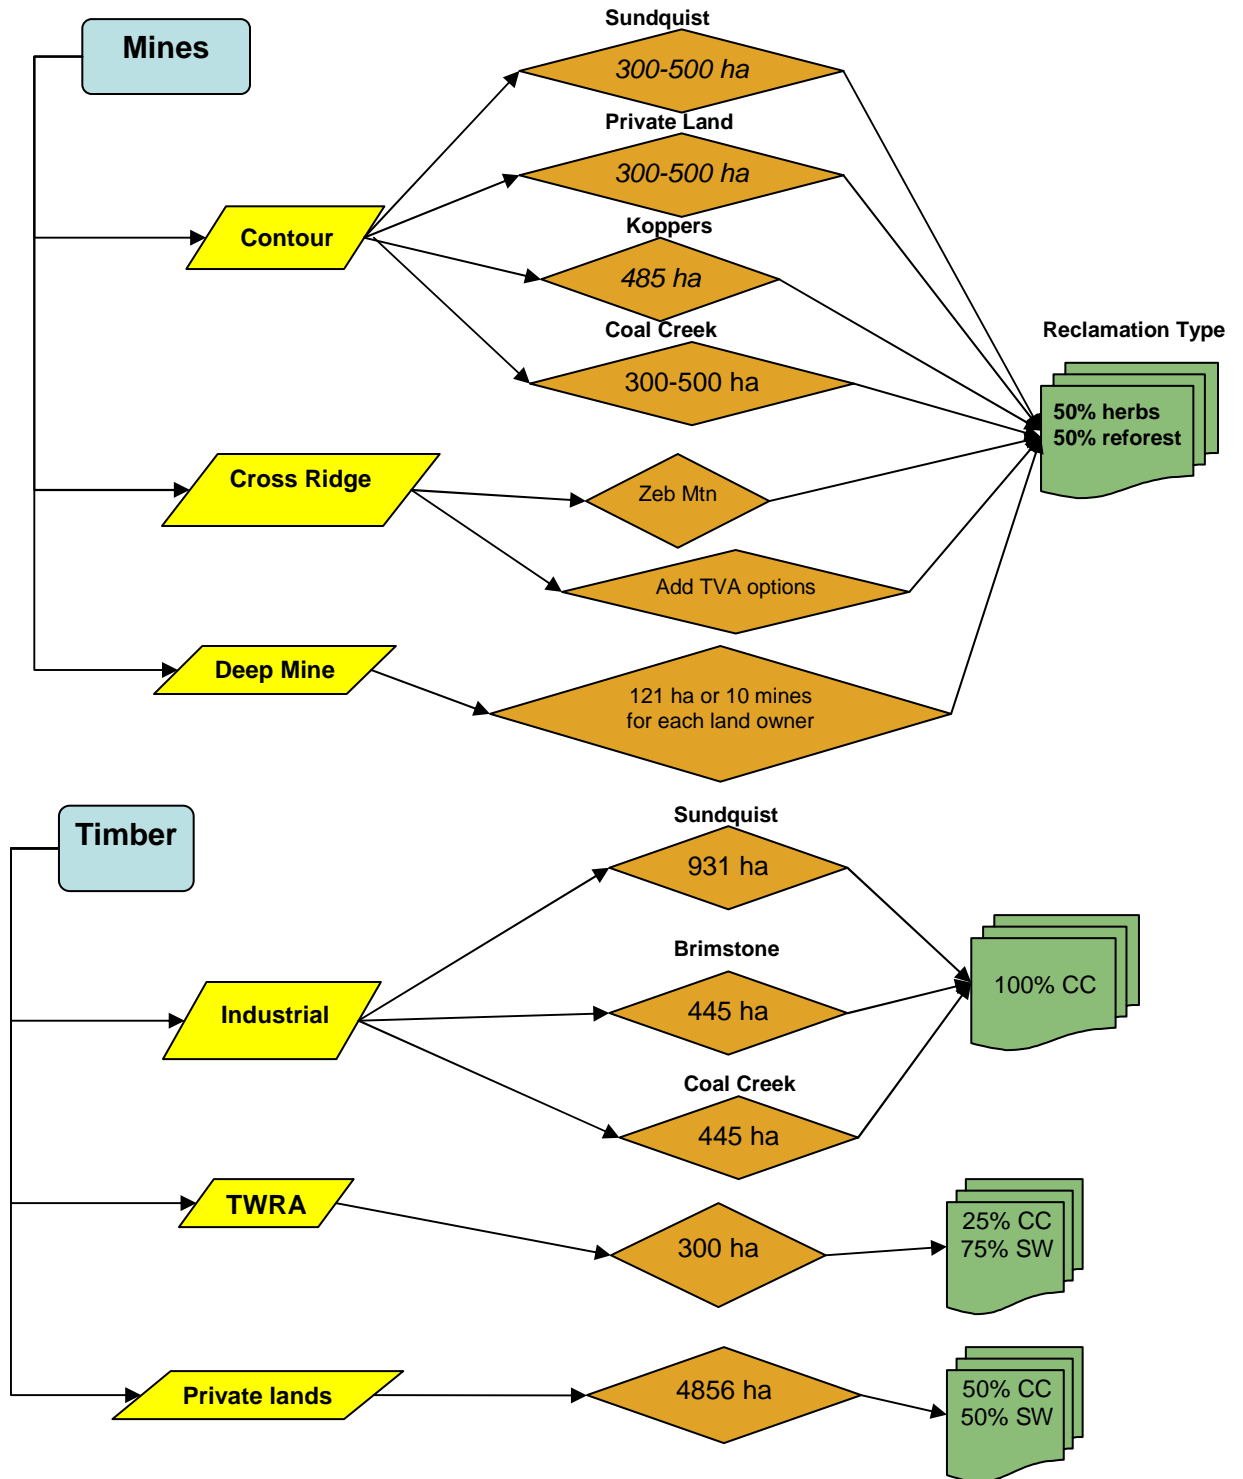 Sundquist
Mines
300-500 ha
Private Land
300-500 ha
Contour
Koppers
485 ha
Coal Creek
300-500 ha
Reclamation Type
50% herbs
50% reforest
Cross Ridge
Zeb Mtn
Add TVA options
Deep Mine
121 ha or 10 mines
for each land owner
Timber
Sundquist
931 ha
Brimstone
Industrial
445 ha
100% CC
Coal Creek
445 ha
TWRA
300 ha
25% CC
75% SW
Private lands
4856 ha
50% CC
50% SW